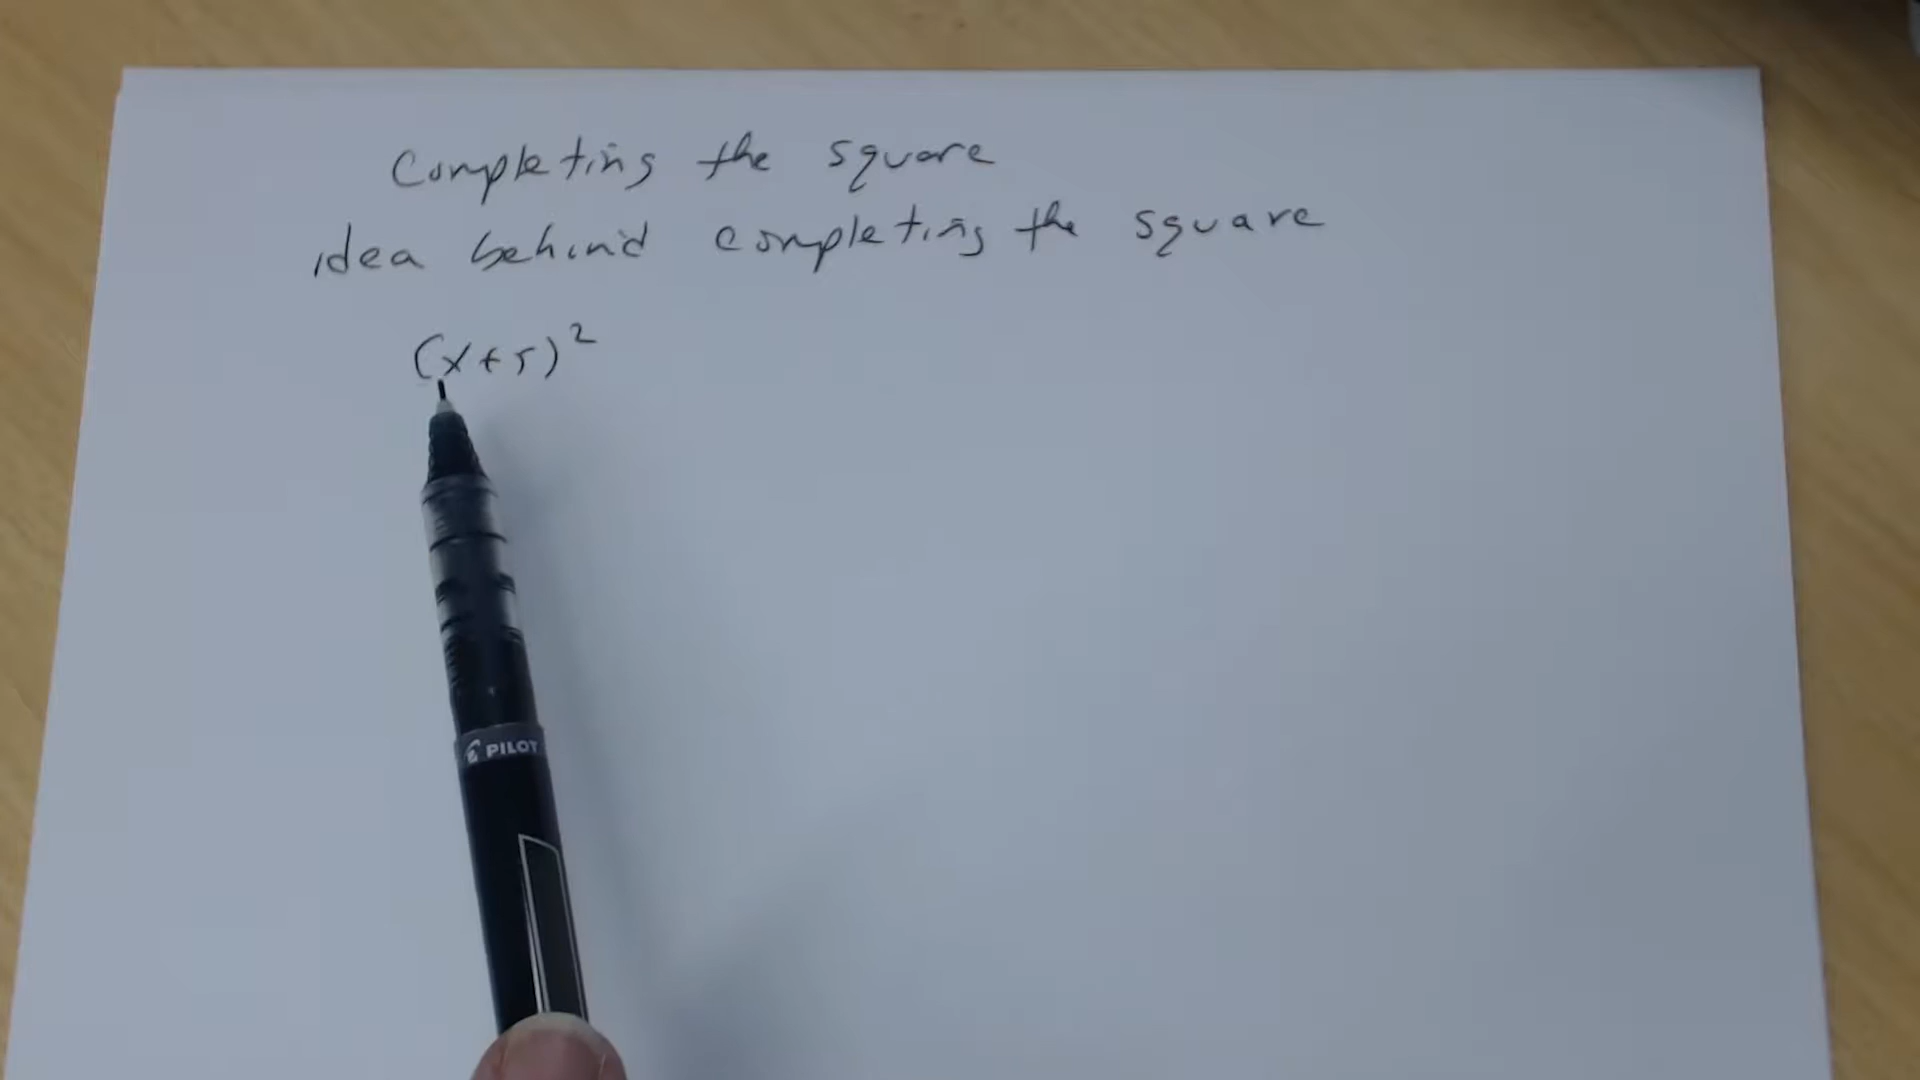 Completing the square
idea behind completing the square
(x+5)²
PILOT